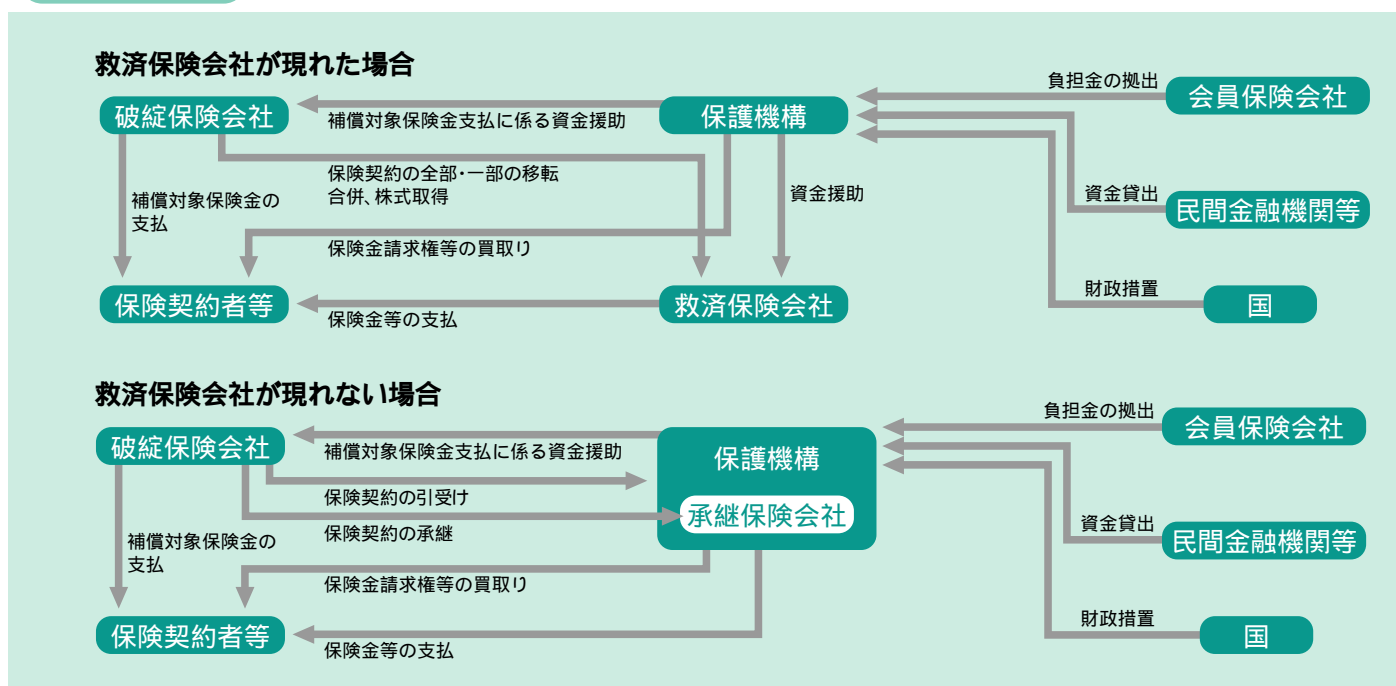 救済保険会社が現れた場合
破綻保険会社
補償対象保険金支払に係る資金援助
保護機構
負担金の拠出
会員保険会社
保険契約の全部・一部の移転
合併、株式取得
補償対象保険金の
支払
資金援助
資金貸出
民間金融機関等
保険金請求権等の買取り
保険契約者等
保険金等の支払
救済保険会社
財政措置
国
救済保険会社が現れない場合
破綻保険会社
補償対象保険金支払に係る資金援助
保護機構
負担金の拠出
会員保険会社
保険契約の引受け
承継保険会社
保険契約の承継
補償対象保険金の
支払
資金貸出
民間金融機関等
保険金請求権等の買取り
保険契約者等
保険金等の支払
財政措置
国